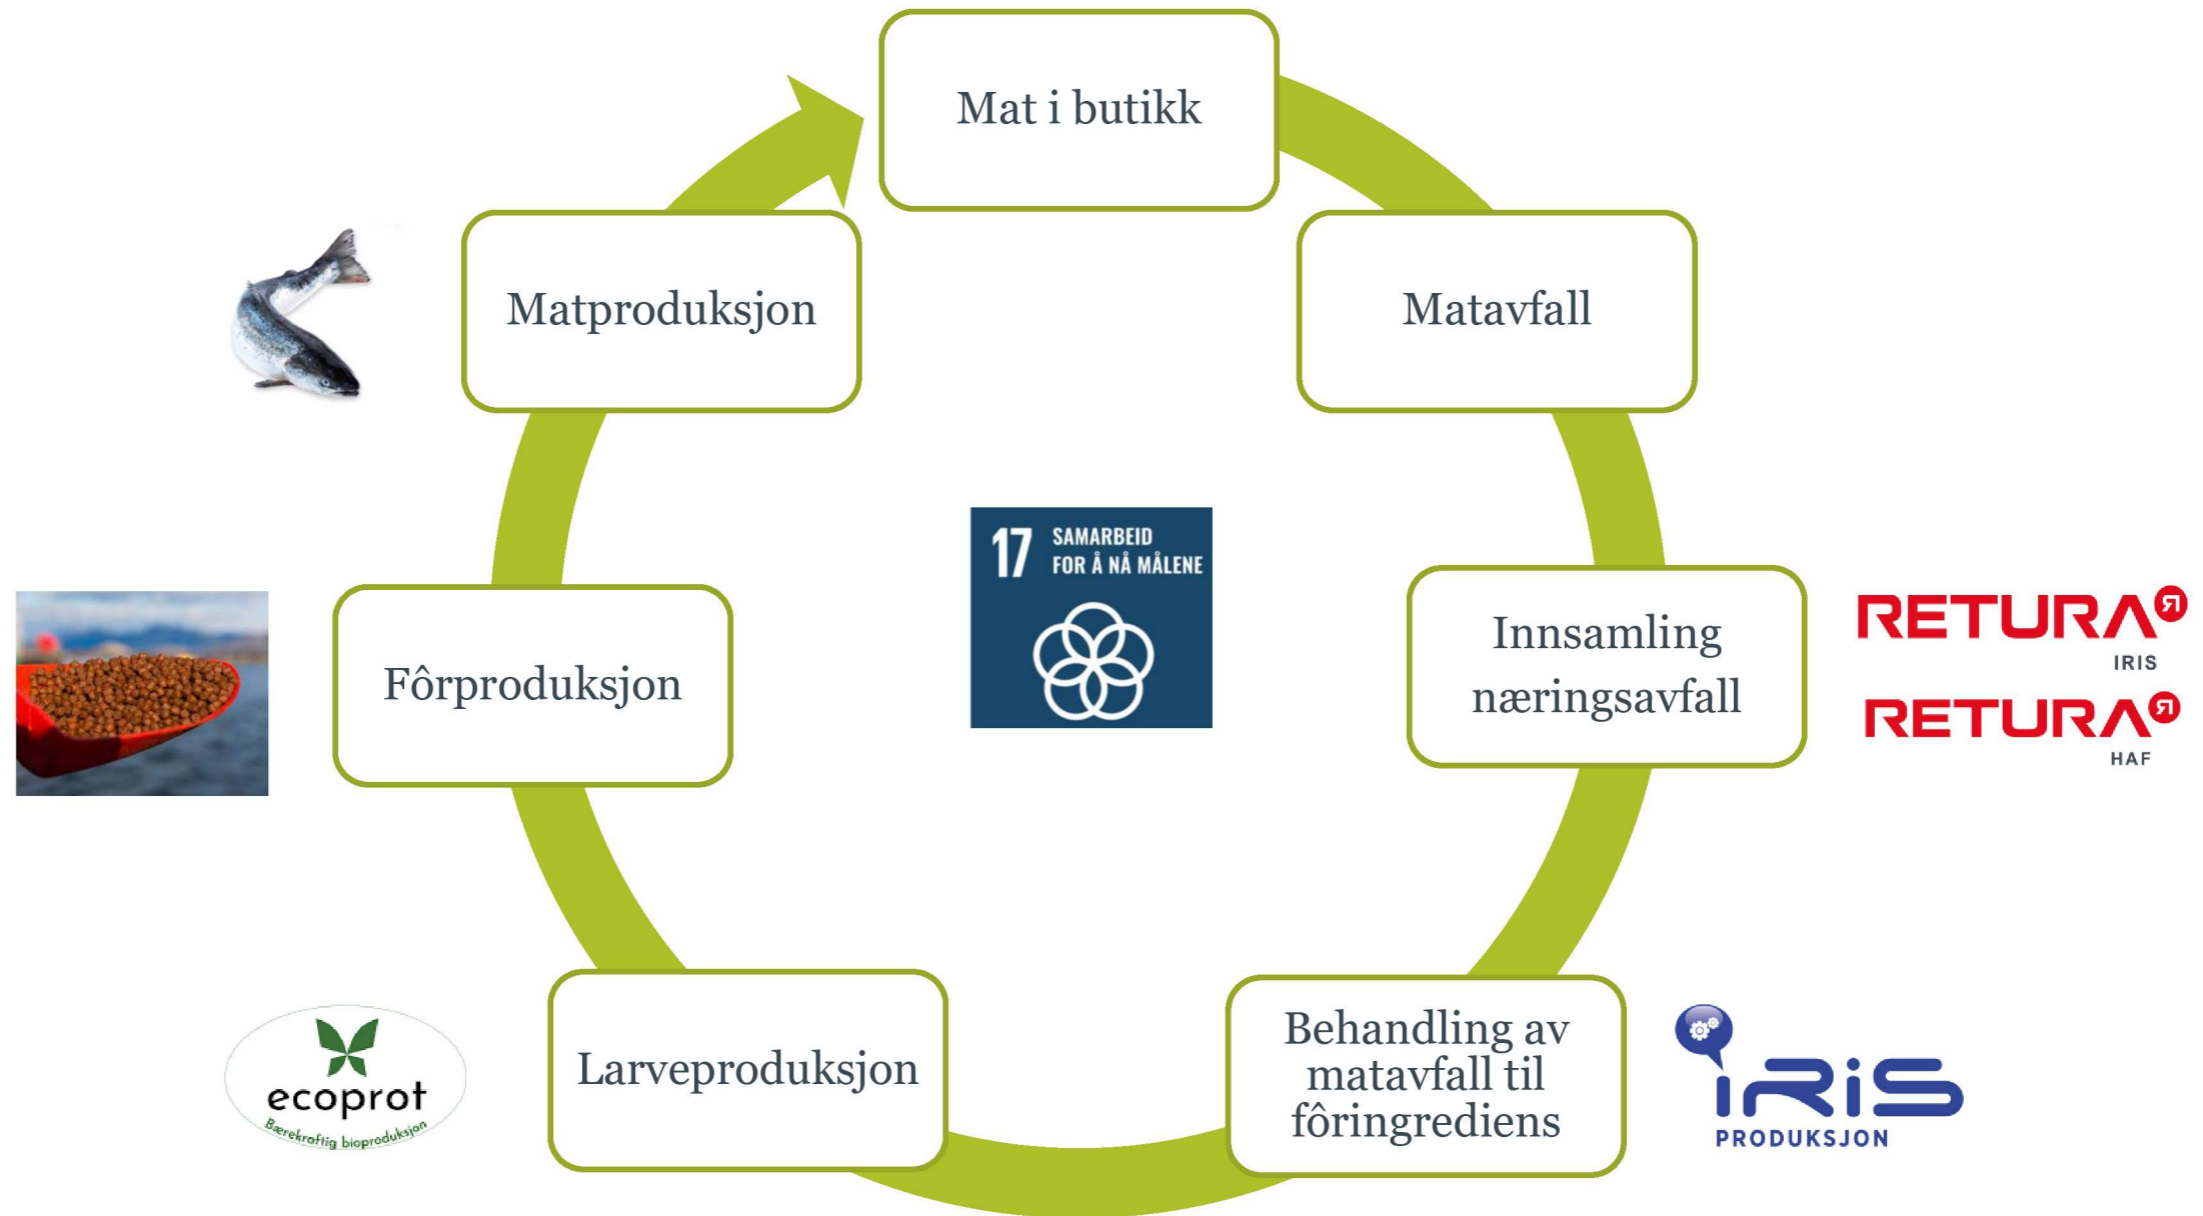 Mat i butikk
Matproduksjon
Matavfall
17
SAMARBEID
FOR Å NÅ MÅLENE
Innsamling
næringsavfall
RETURA
IRIS
RETURA
HAF
Fôrproduksjon
Larveproduksjon
ecoprot
Bærekraftig bioproduksjon
Behandling av
matavfall til
fôringrediens
iRiS
PRODUKSJON